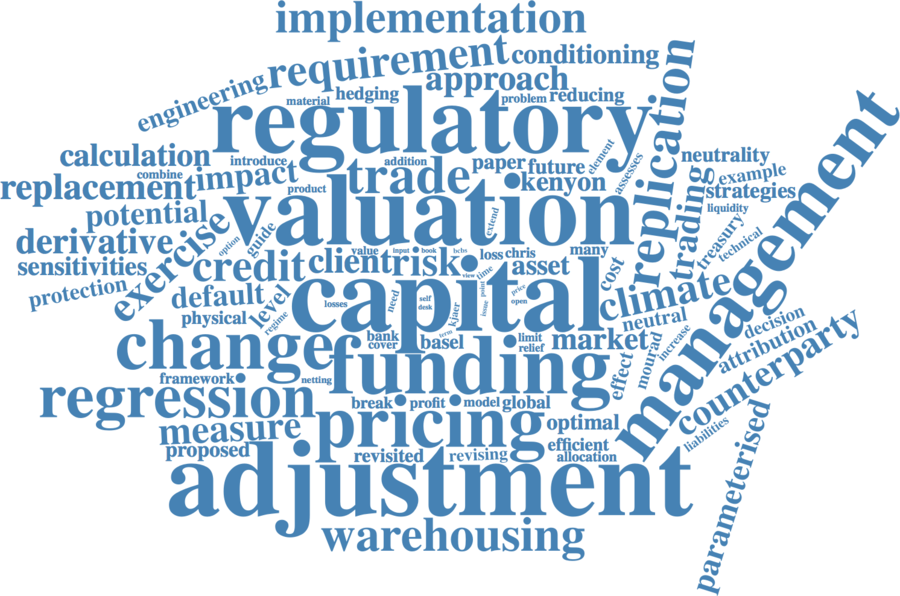 implementation
requirement
conditioning
engineering
approach
hedging
material
problem
reducing
regulatory
replication
management
calculation
combine
introduce
addition
paper
future
element
assesses
neutrality
example
replacement
impact
product
trade
kenyon
strategies
liquidity
potential
valuation
extend
trading
treasury
technical
derivative
exercise
option
guide
sensitivities
credit
client
value
input
book
bcbs
risk
loss
chris
many
asset
view
time
cost
protection
default
level
capital
losses
need
self
desk
point
issue
price
open
climate
physical
regime
kjaer
term
neutral
change
bank
cover
basel
limit
relief
market
effect
mourad
increase
decision
attribution
counterparty
framework
netting
funding
regression
break
profit
model
global
optimal
liabilities
measure
pricing
efficient
allocation
proposed
revisited
revising
adjustment
parameterised
warehousing